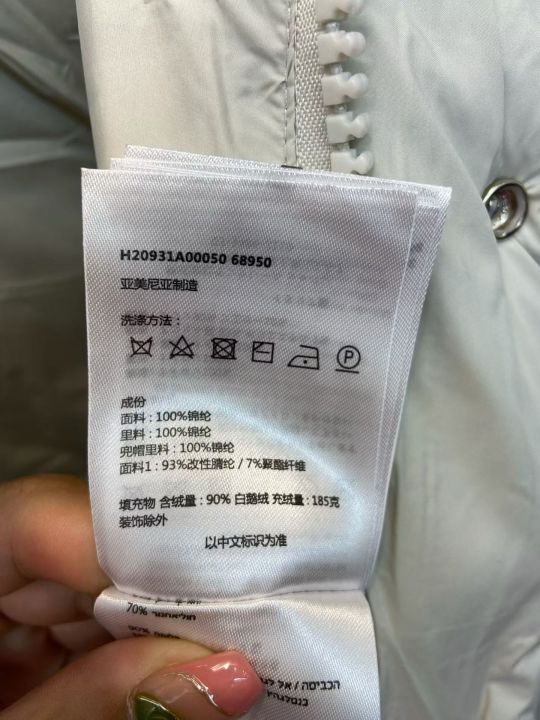 H20931A00050 68950
亚美尼亚制造
洗涤方法：
P
成份
面料：100%锦纶
里料：100%锦纶
兜帽里料：100%锦纶
面料1：93%改性腈纶 / 7%聚酯纤维
填充物 含绒量：90% 白鹅绒 充绒量：185克
装饰除外
以中文标识为准
70%
90%
הכביסה / אל